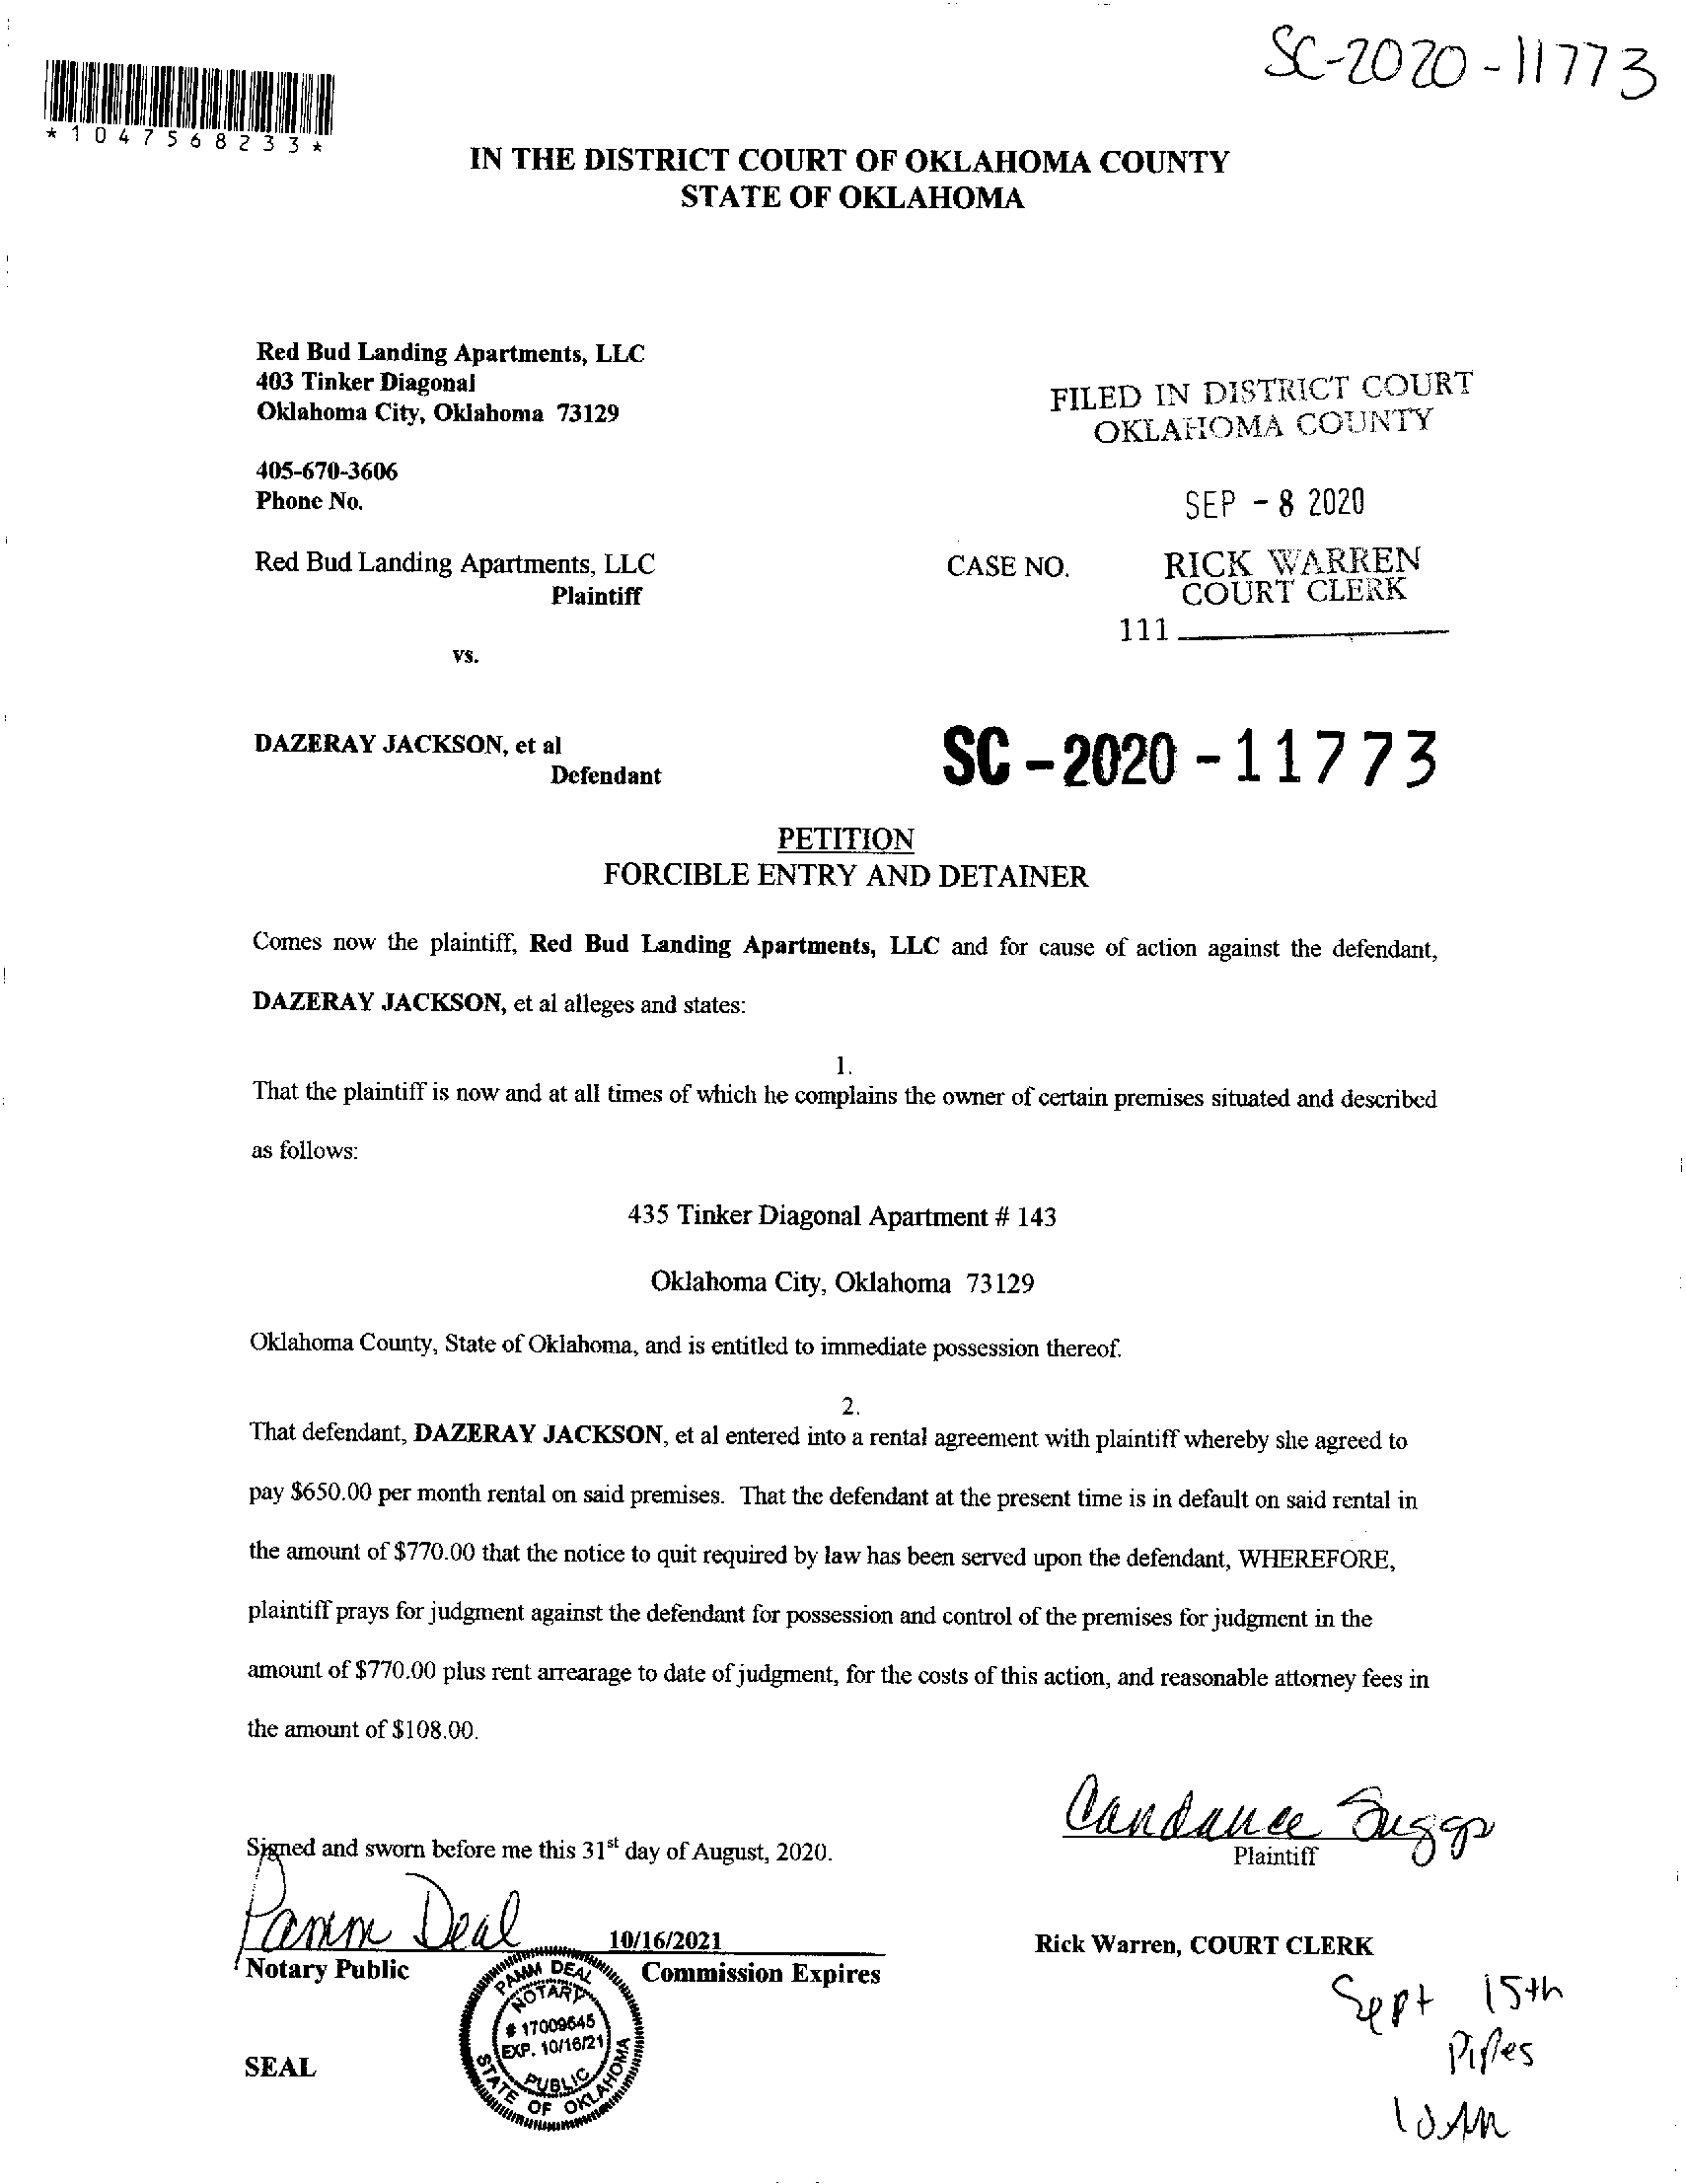 SC-2020-11773
*1047568233*
IN THE DISTRICT COURT OF OKLAHOMA COUNTY
STATE OF OKLAHOMA
Red Bud Landing Apartments, LLC
403 Tinker Diagonal
Oklahoma City, Oklahoma 73129
FILED IN DISTRICT COURT
OKLAHOMA COUNTY
405-670-3606
Phone No.
SEP - 8 2020
Red Bud Landing Apartments, LLC
Plaintiff
CASE NO.
RICK WARREN
COURT CLERK
111
vs.
DAZERAY JACKSON, et al
Defendant
SC-2020-11773
PETITION
FORCIBLE ENTRY AND DETAINER
Comes now the plaintiff, Red Bud Landing Apartments, LLC and for cause of action against the defendant,
DAZERAY JACKSON, et al alleges and states:
1.
That the plaintiff is now and at all times of which he complains the owner of certain premises situated and described
as follows:
435 Tinker Diagonal Apartment # 143
Oklahoma City, Oklahoma 73129
Oklahoma County, State of Oklahoma, and is entitled to immediate possession thereof.
2.
That defendant, DAZERAY JACKSON, et al entered into a rental agreement with plaintiff whereby she agreed to
pay $650.00 per month rental on said premises. That the defendant at the present time is in default on said rental in
the amount of $770.00 that the notice to quit required by law has been served upon the defendant, WHEREFORE,
plaintiff prays for judgment against the defendant for possession and control of the premises for judgment in the
amount of $770.00 plus rent arrearage to date of judgment, for the costs of this action, and reasonable attorney fees in
the amount of $108.00.
Candance Suggs
Plaintiff
Signed and sworn before me this 31st day of August, 2020.
Pamm Deal
10/16/2021
Notary Public
Commission Expires
Rick Warren, COURT CLERK
PAMM DEAL
NOTARY
# 17009645
EXP. 10/16/21
PUBLIC
STATE OF OKLAHOMA
SEAL
Sept 15th
Pipes
10AM